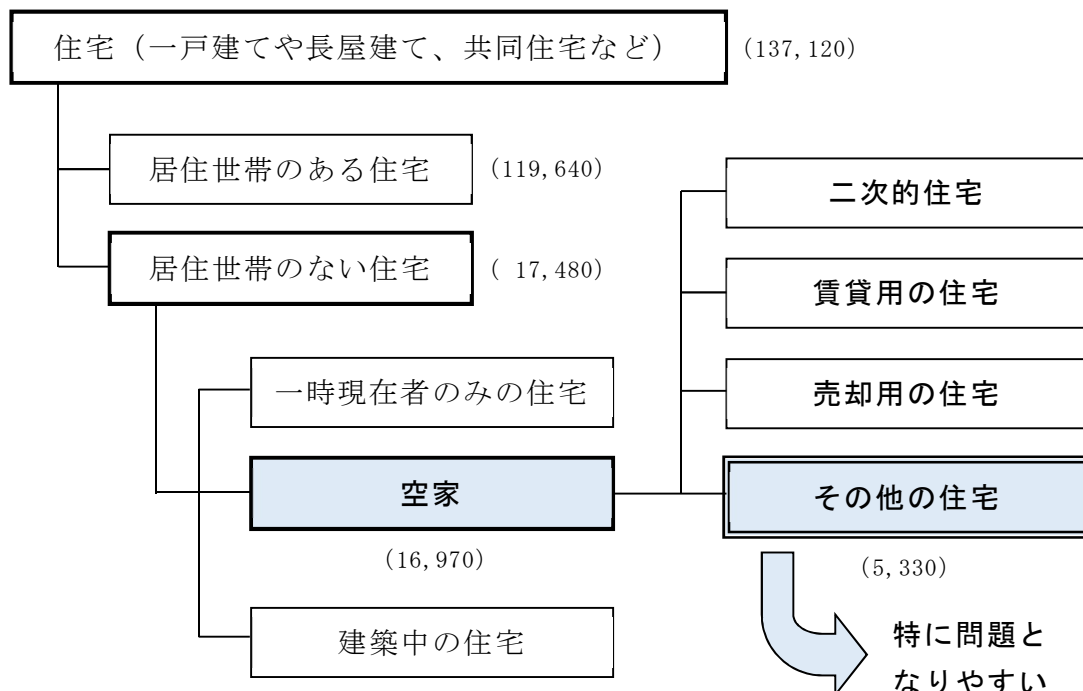 住宅（一戸建てや長屋建て、共同住宅など）
(137,120)
居住世帯のある住宅
(119,640)
居住世帯のない住宅
( 17,480)
一時現在者のみの住宅
空家
(16,970)
建築中の住宅
二次的住宅
賃貸用の住宅
売却用の住宅
その他の住宅
(5,330)
特に問題と
なりやすい